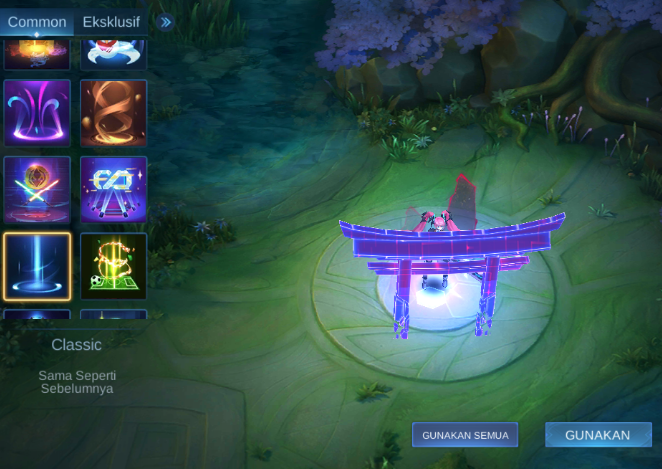 Common Eksklusif
Classic
Sama Seperti
Sebelumnya
GUNAKAN SEMUA GUNAKAN